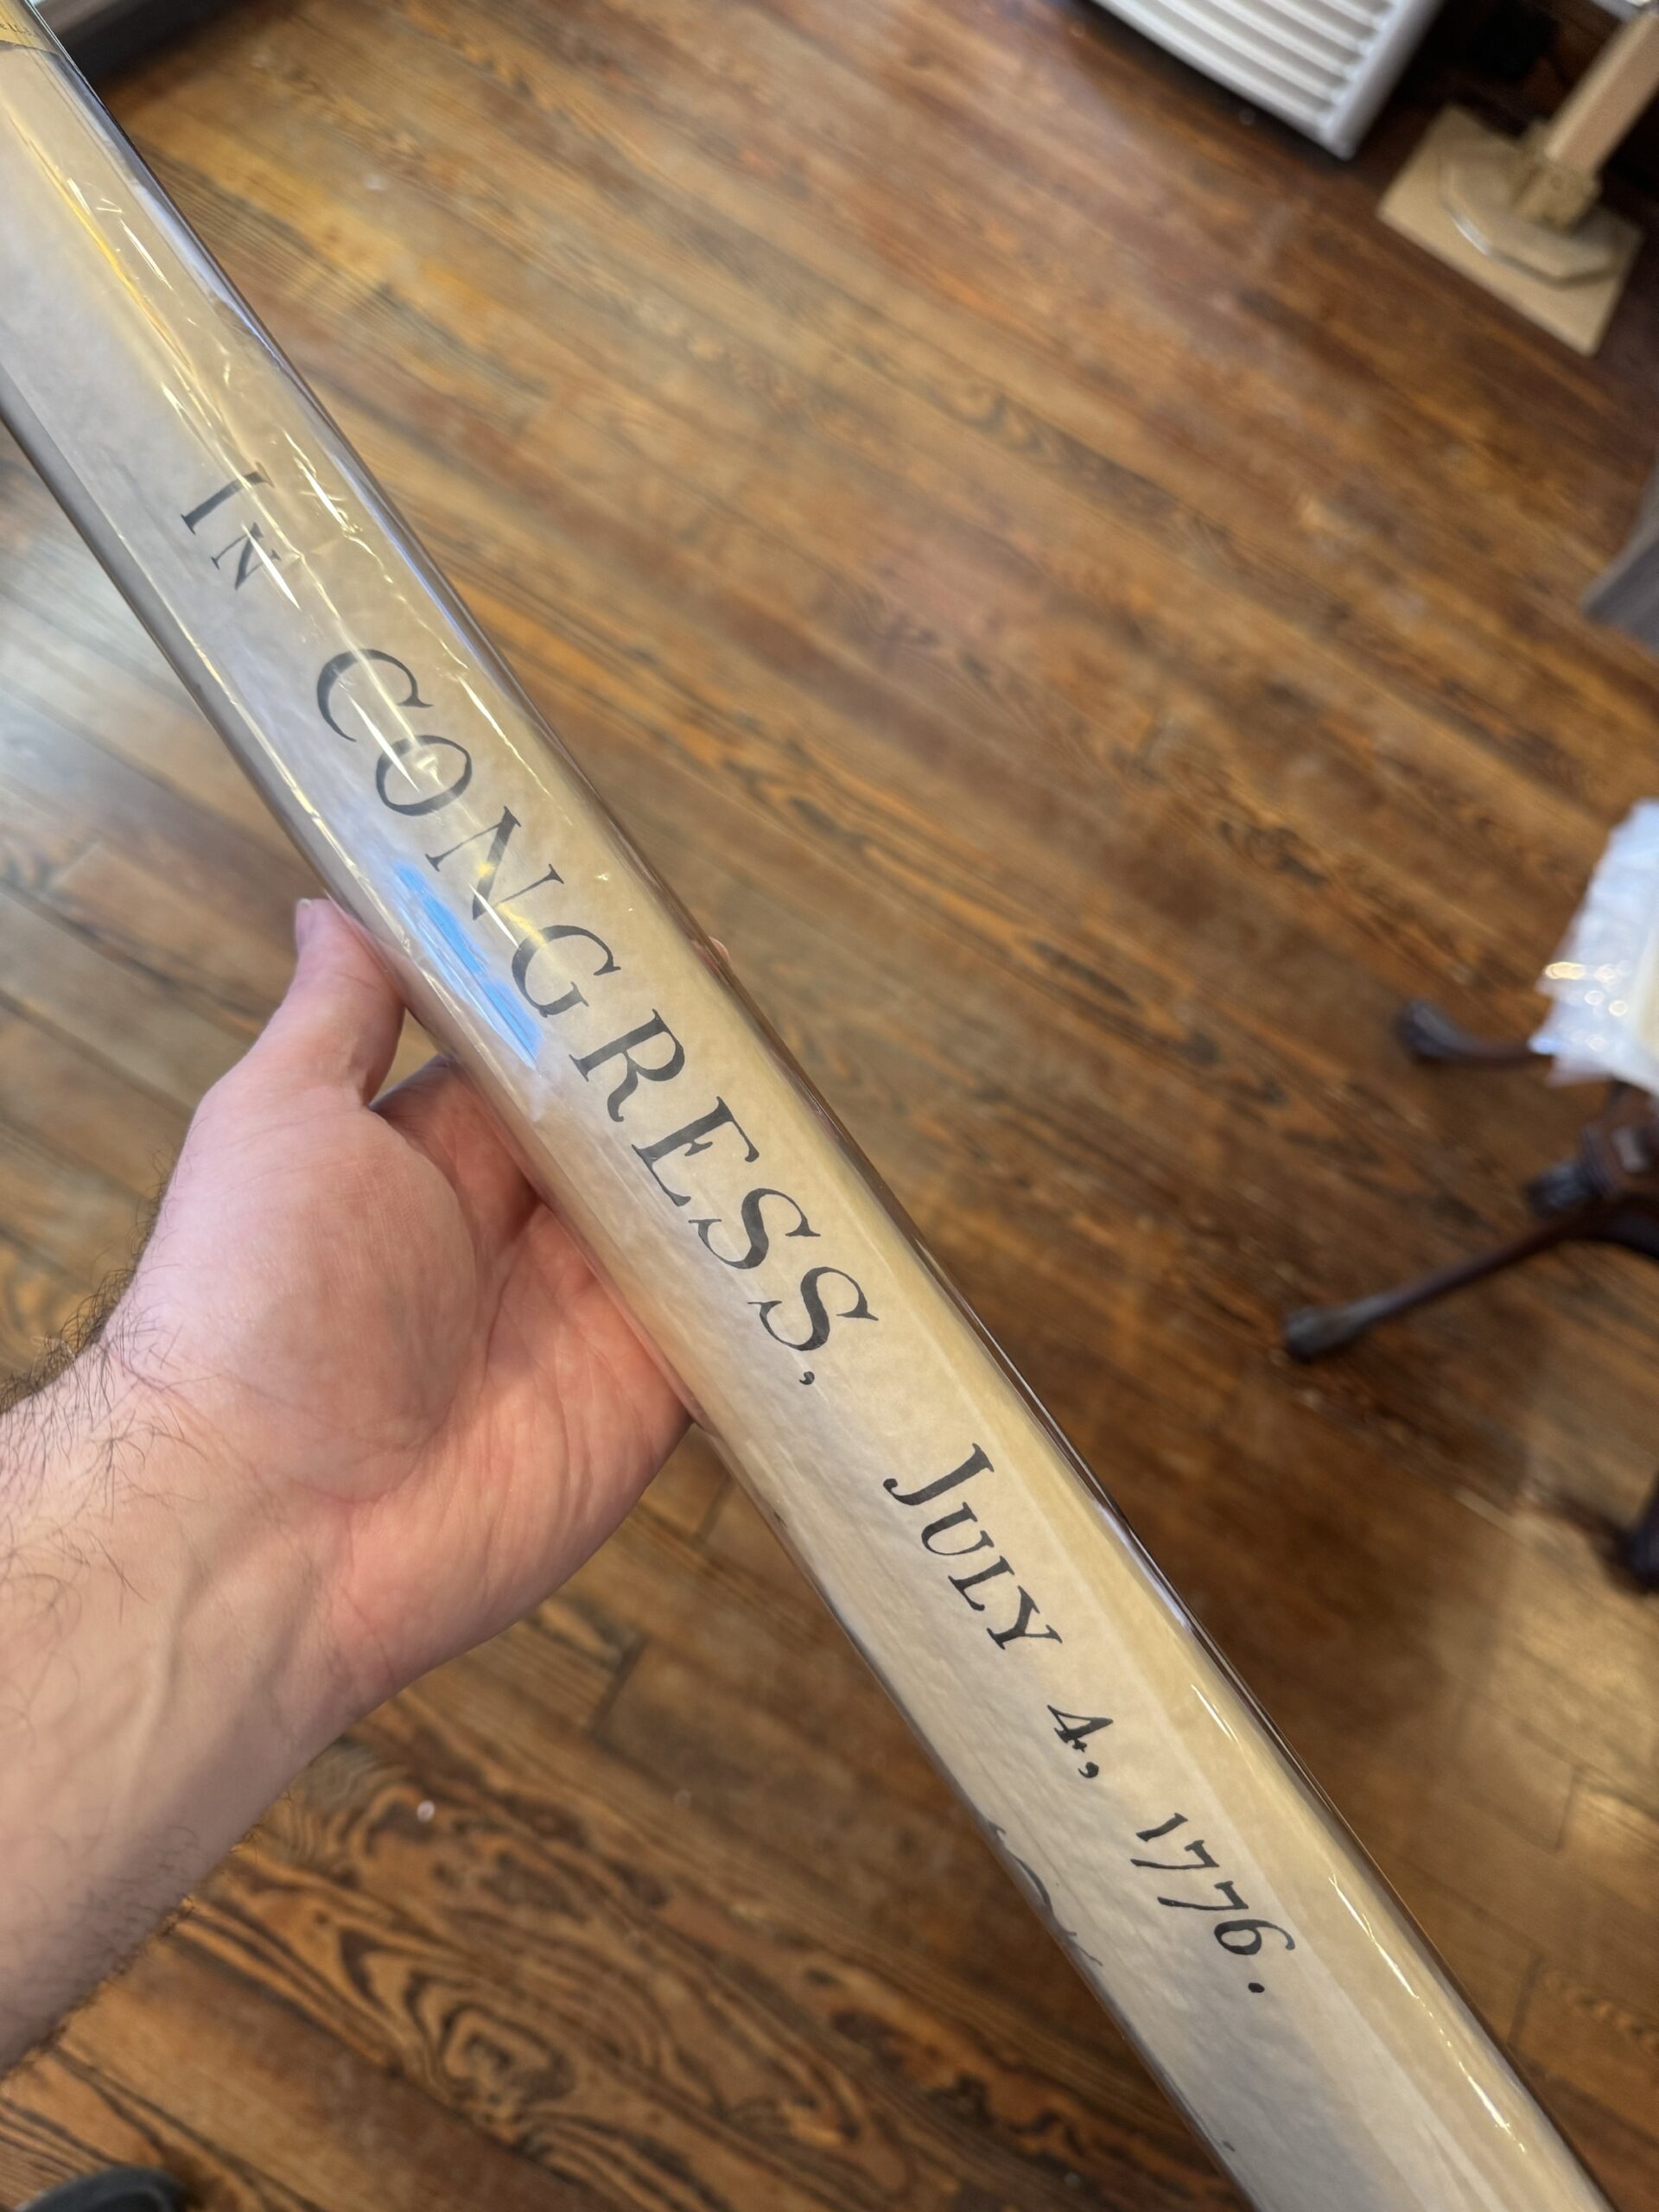 IN CONGRESS, JULY 4, 1776.